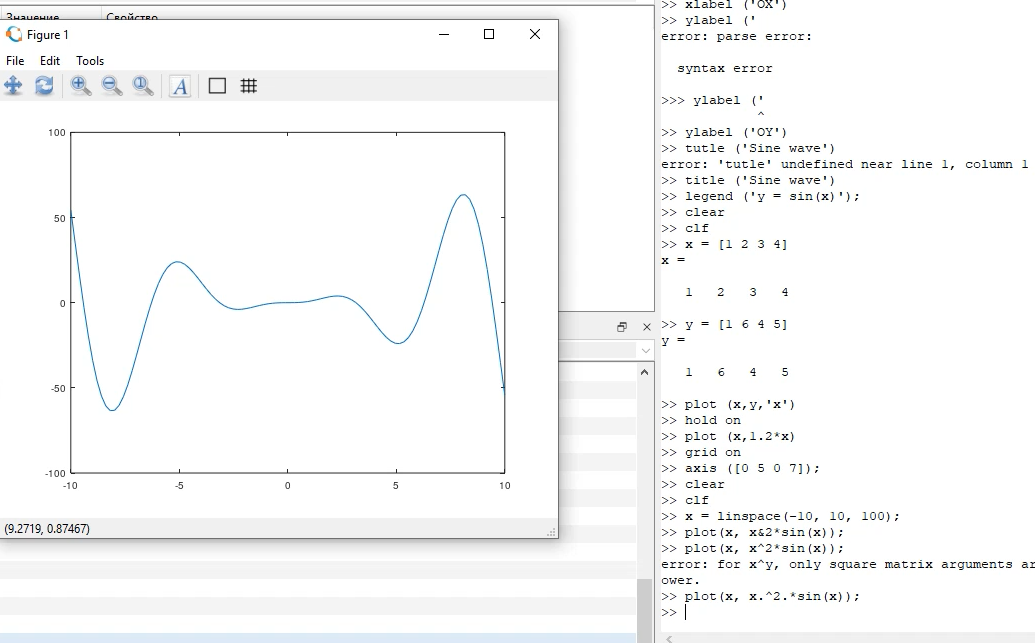 Значение Свойство
Figure 1
File Edit Tools
A
100
50
0
-50
-100
-10 -5 0 5 10
(9.2719, 0.87467)
>> xlabel ('OX')
>> ylabel ('
error: parse error:
syntax error
>>> ylabel ('
^
>> ylabel ('OY')
>> tutle ('Sine wave')
error: 'tutle' undefined near line 1, column 1
>> title ('Sine wave')
>> legend ('y = sin(x)');
>> clear
>> clf
>> x = [1 2 3 4]
x =
1 2 3 4
>> y = [1 6 4 5]
y =
1 6 4 5
>> plot (x,y,'x')
>> hold on
>> plot (x,1.2*x)
>> grid on
>> axis ([0 5 0 7]);
>> clear
>> clf
>> x = linspace(-10, 10, 100);
>> plot(x, x&2*sin(x));
>> plot(x, x^2*sin(x));
error: for x^y, only square matrix arguments ar
ower.
>> plot(x, x.^2.*sin(x));
>>